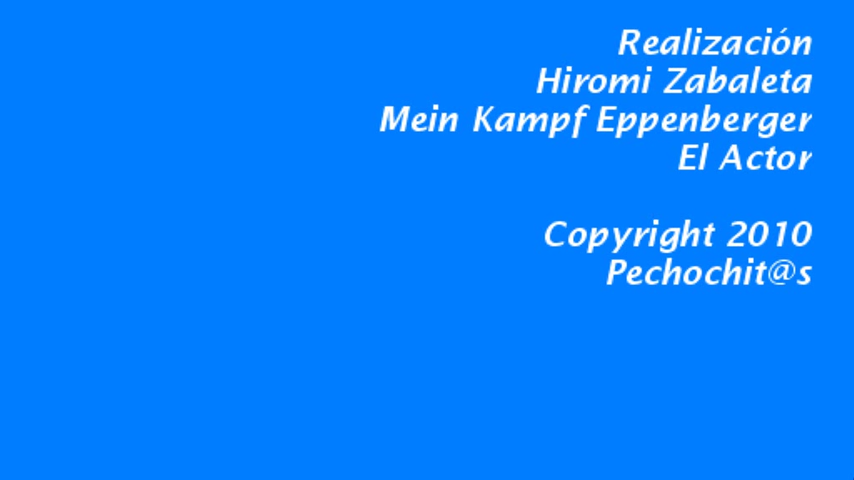 Realización
Hiromi Zabaleta
Mein Kampf Eppenberger
El Actor
Copyright 2010
Pechochit@s